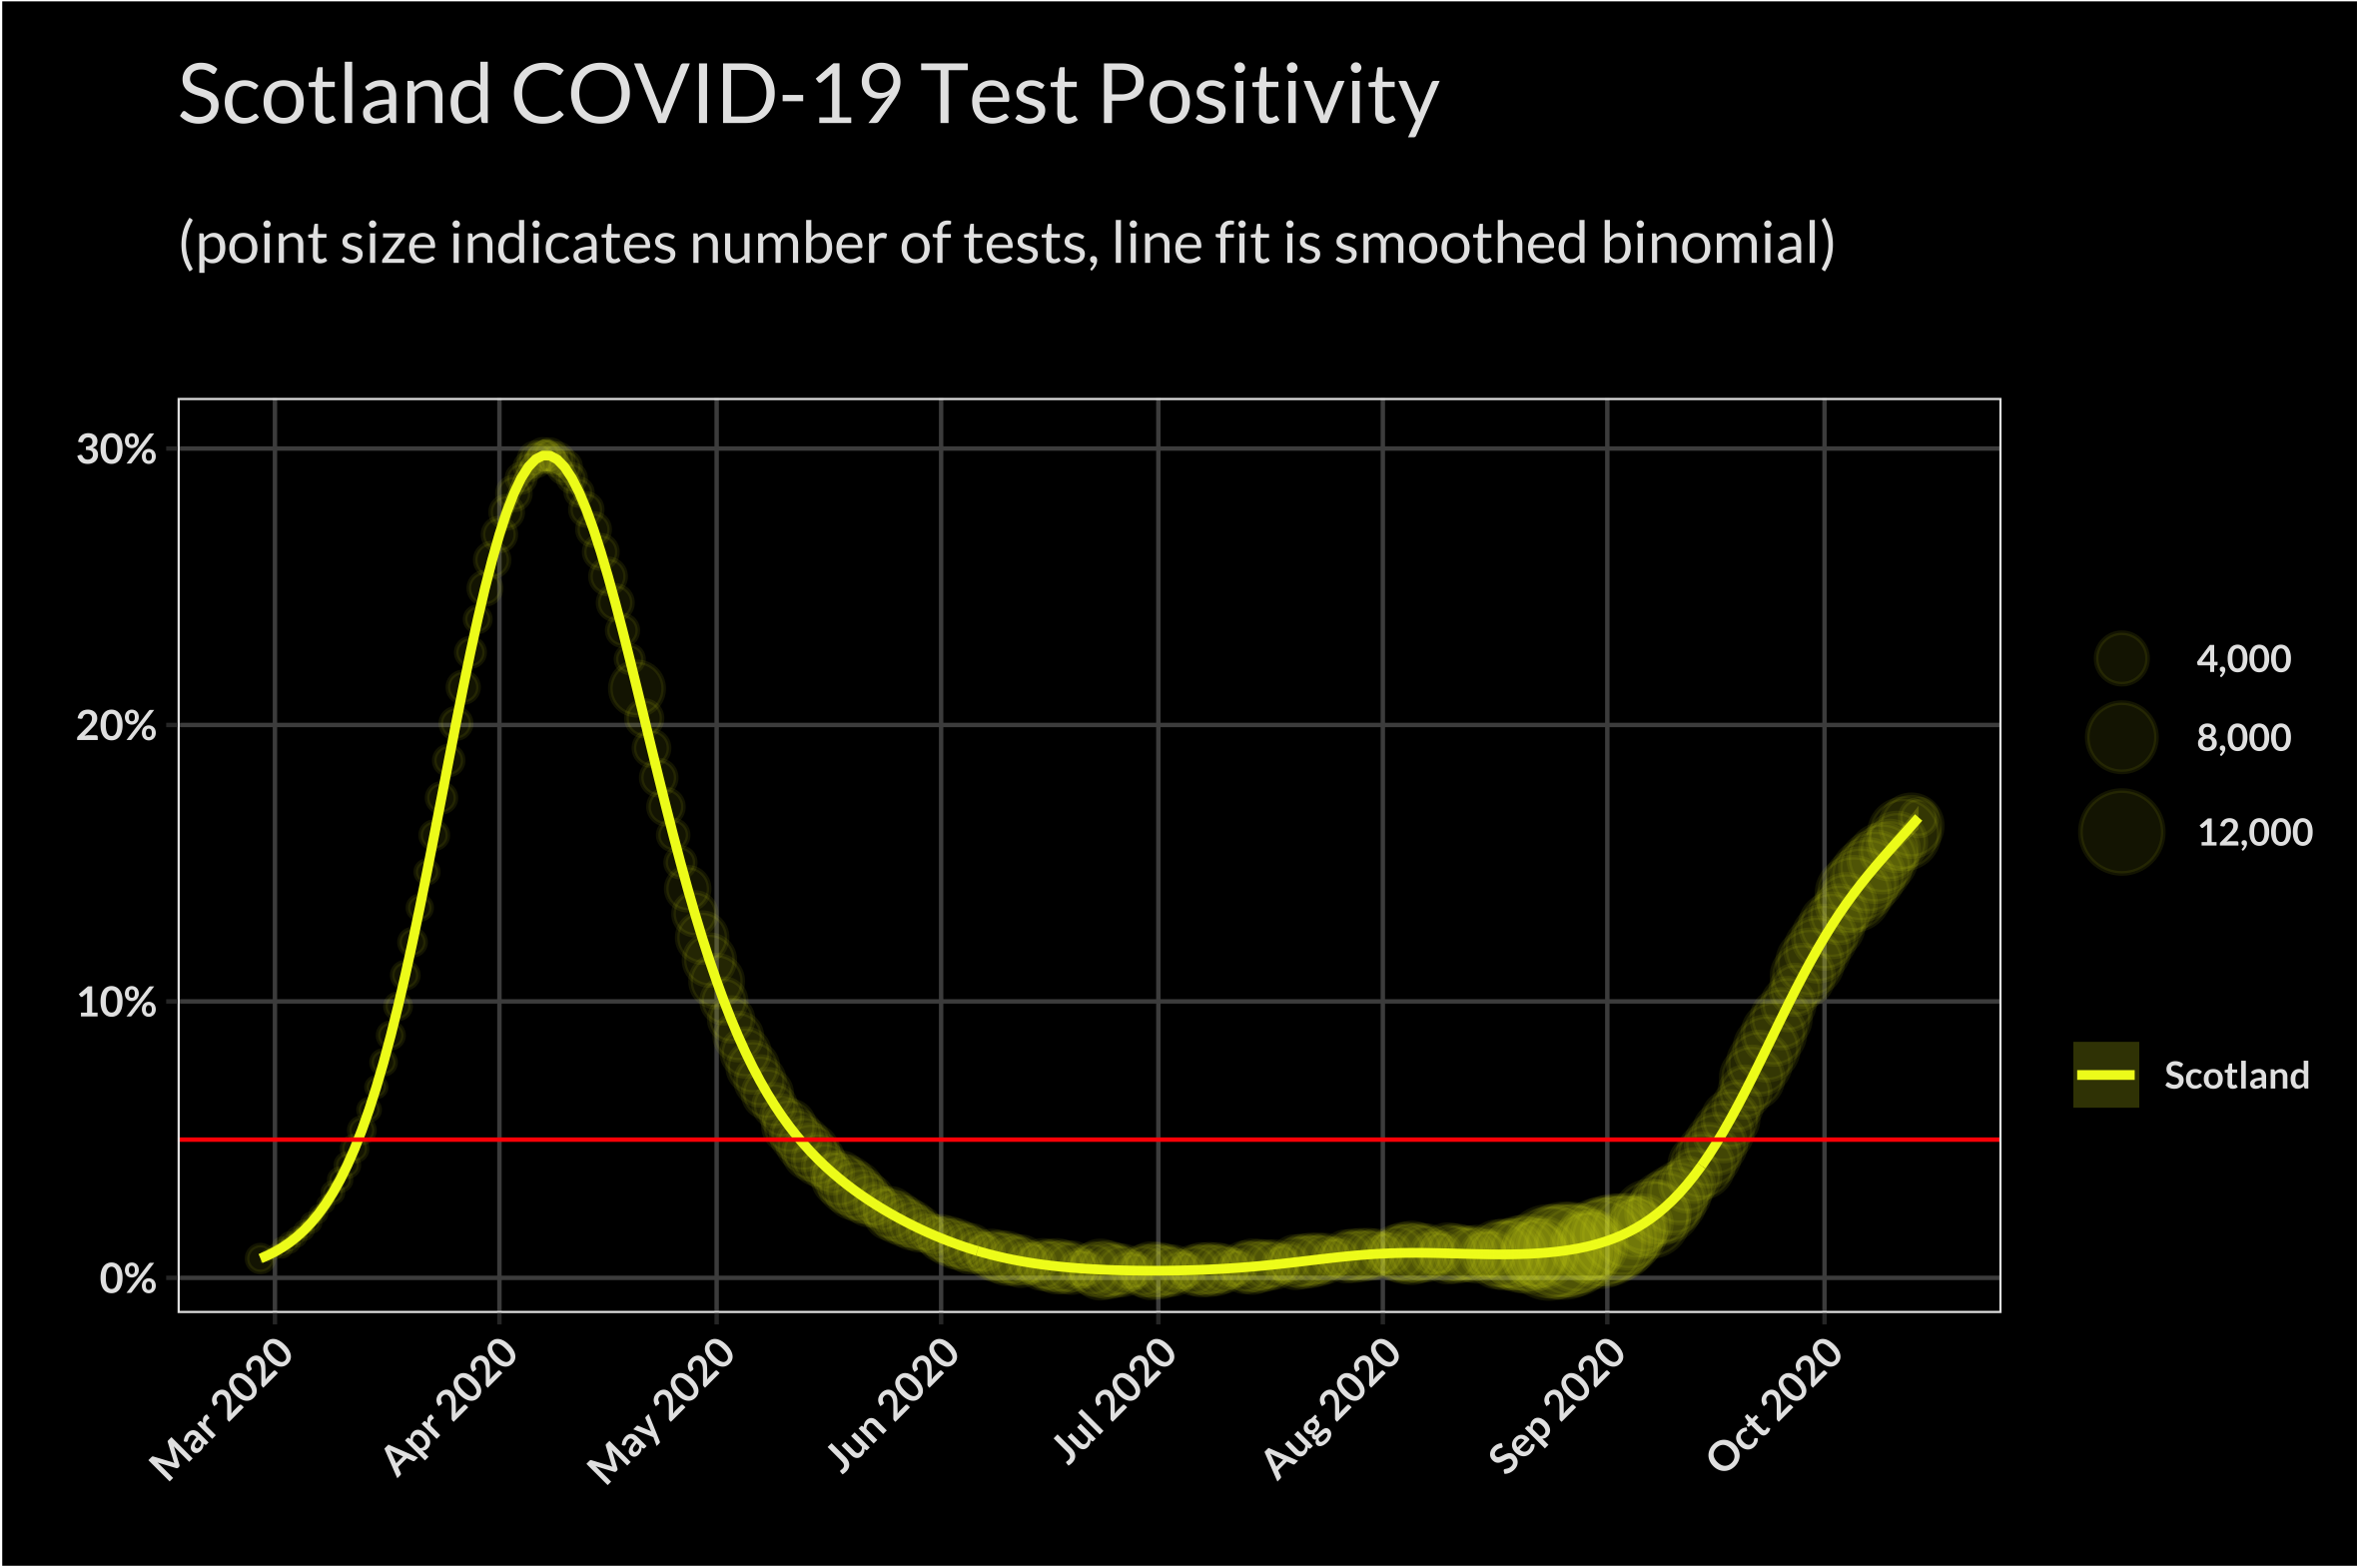 Scotland COVID-19 Test Positivity
(point size indicates number of tests, line fit is smoothed binomial)
30%
20%
10%
0%
Mar 2020
Apr 2020
May 2020
Jun 2020
Jul 2020
Aug 2020
Sep 2020
Oct 2020
4,000
8,000
12,000
Scotland